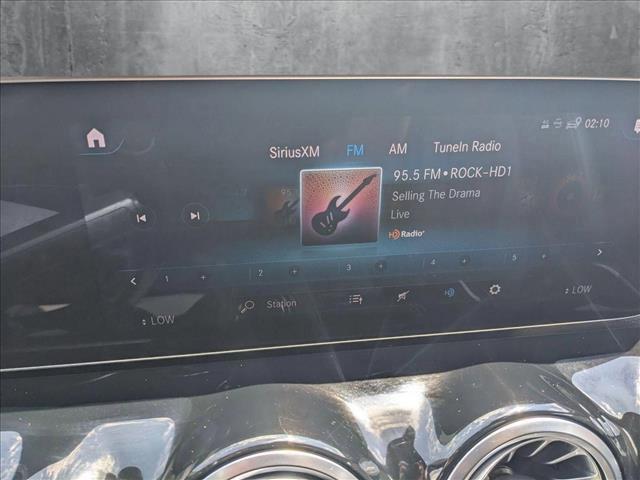 02:10
SiriusXM FM AM TuneIn Radio
95.5 FM • ROCK-HD1
Selling The Drama
Live
HD Radio
1 + 2 + 3 + 4 + 5 +
Station
LOW LOW